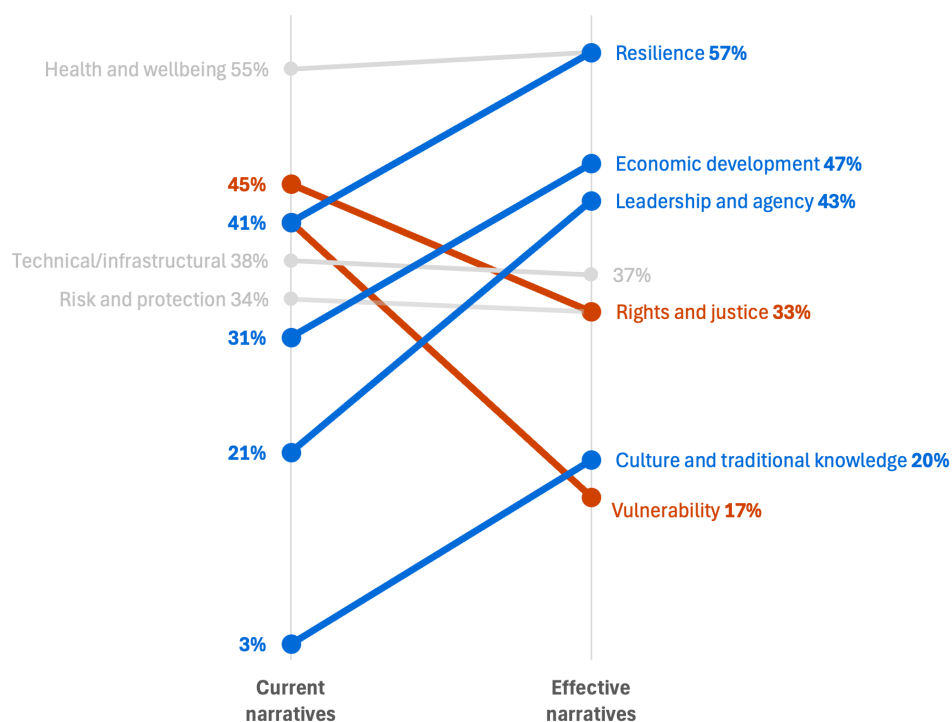 Resilience 57%
Health and wellbeing 55%
Economic development 47%
45%
Leadership and agency 43%
41%
Technical/infrastructural 38%
37%
Risk and protection 34%
Rights and justice 33%
31%
21%
Culture and traditional knowledge 20%
Vulnerability 17%
3%
Current
narratives
Effective
narratives